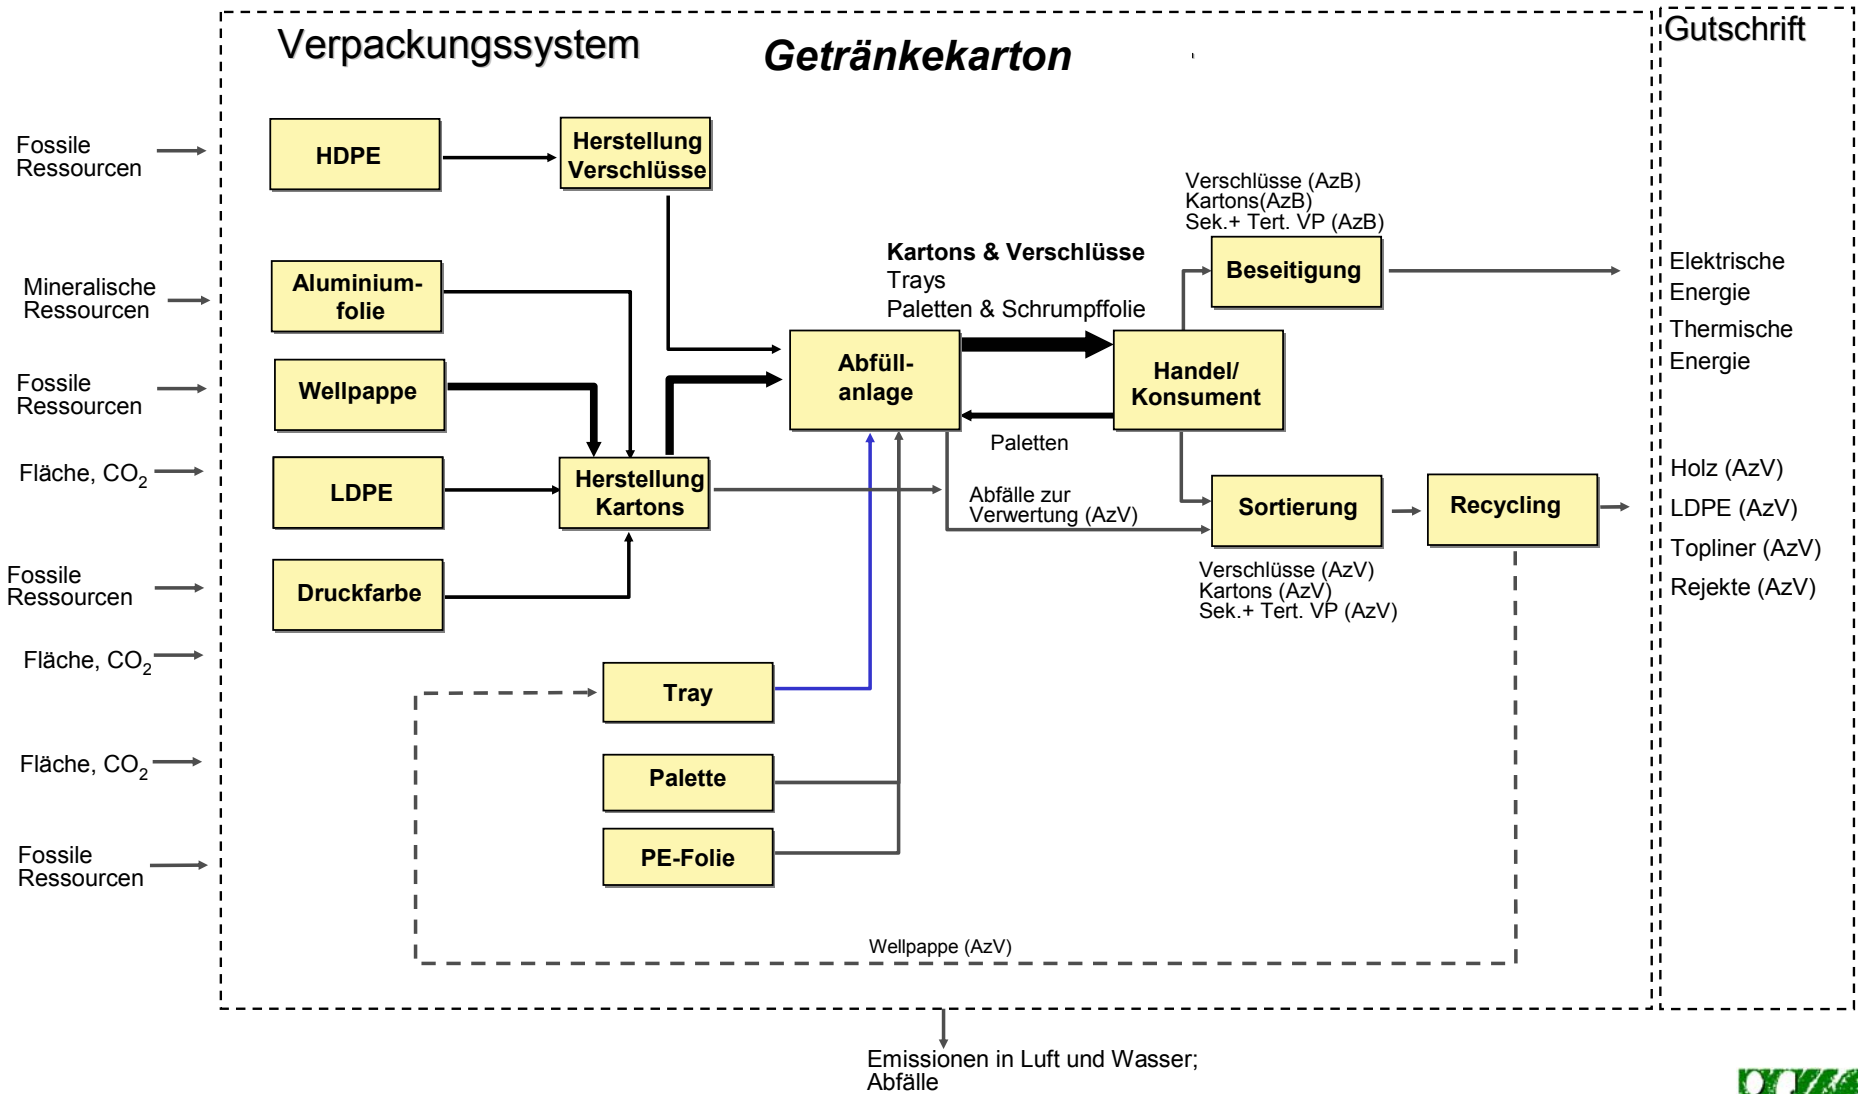 Verpackungssystem
Getränkekarton
Gutschrift
Fossile
Ressourcen
Mineralische
Ressourcen
Fossile
Ressourcen
Fläche, CO2
Fossile
Ressourcen
Fläche, CO2
Fläche, CO2
Fossile
Ressourcen
HDPE
Herstellung
Verschlüsse
Aluminium-
folie
Wellpappe
LDPE
Druckfarbe
Herstellung
Kartons
Tray
Palette
PE-Folie
Kartons & Verschlüsse
Trays
Paletten & Schrumpffolie
Abfüll-
anlage
Handel/
Konsument
Paletten
Abfälle zur
Verwertung (AzV)
Verschlüsse (AzB)
Kartons(AzB)
Sek.+ Tert. VP (AzB)
Beseitigung
Sortierung
Recycling
Verschlüsse (AzV)
Kartons (AzV)
Sek.+ Tert. VP (AzV)
Wellpappe (AzV)
Elektrische
Energie
Thermische
Energie
Holz (AzV)
LDPE (AzV)
Topliner (AzV)
Rejekte (AzV)
Emissionen in Luft und Wasser;
Abfälle